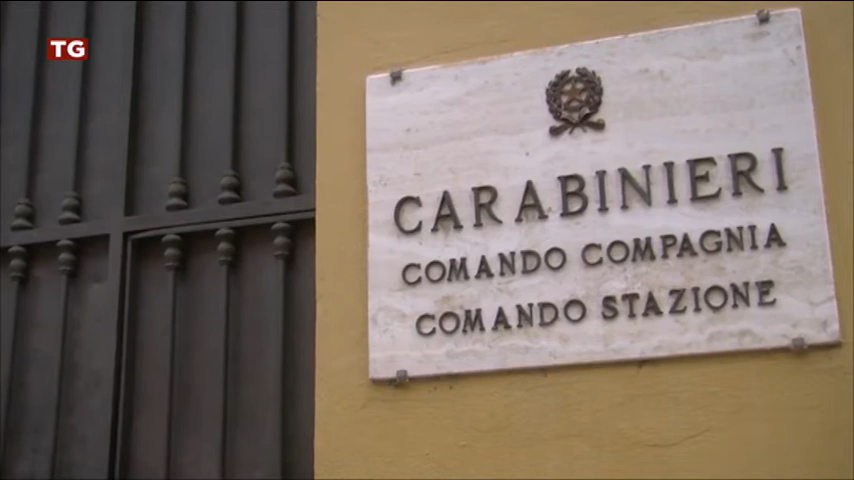 TG
CARABINIERI
COMANDO COMPAGNIA
COMANDO STAZIONE